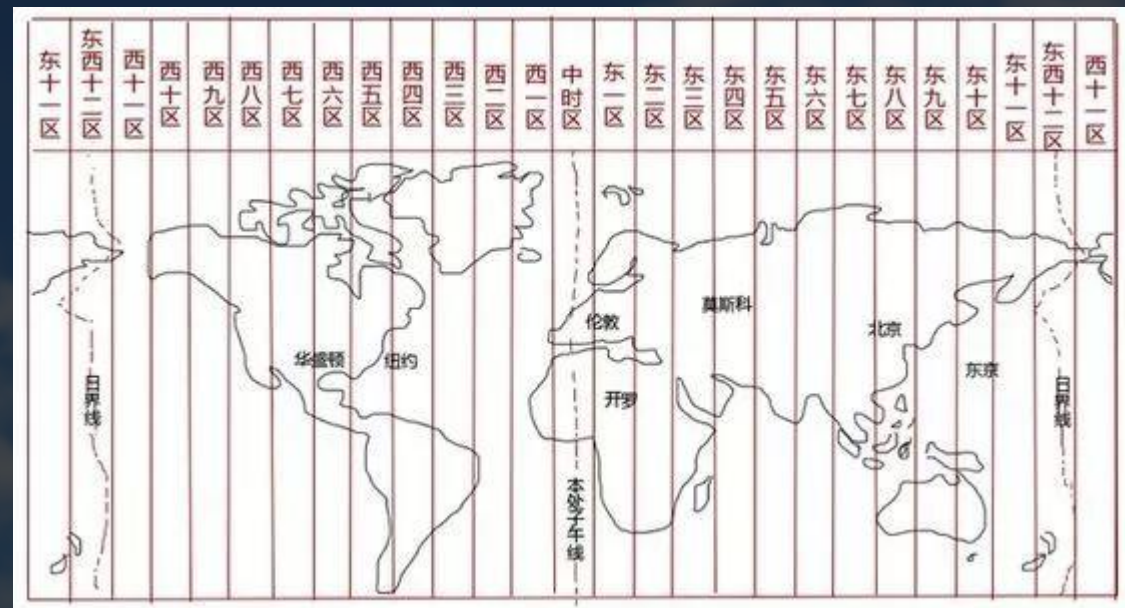 东十一区
东西十二区
西十一区
西十区
西九区
西八区
西七区
西六区
西五区
西四区
西三区
西二区
西一区
中时区
东一区
东二区
东三区
东四区
东五区
东六区
东七区
东八区
东九区
东十区
东十一区
东西十二区
西十一区
莫斯科
伦敦
北京
华盛顿
纽约
东京
开罗
日界线
日界线
本处子午线